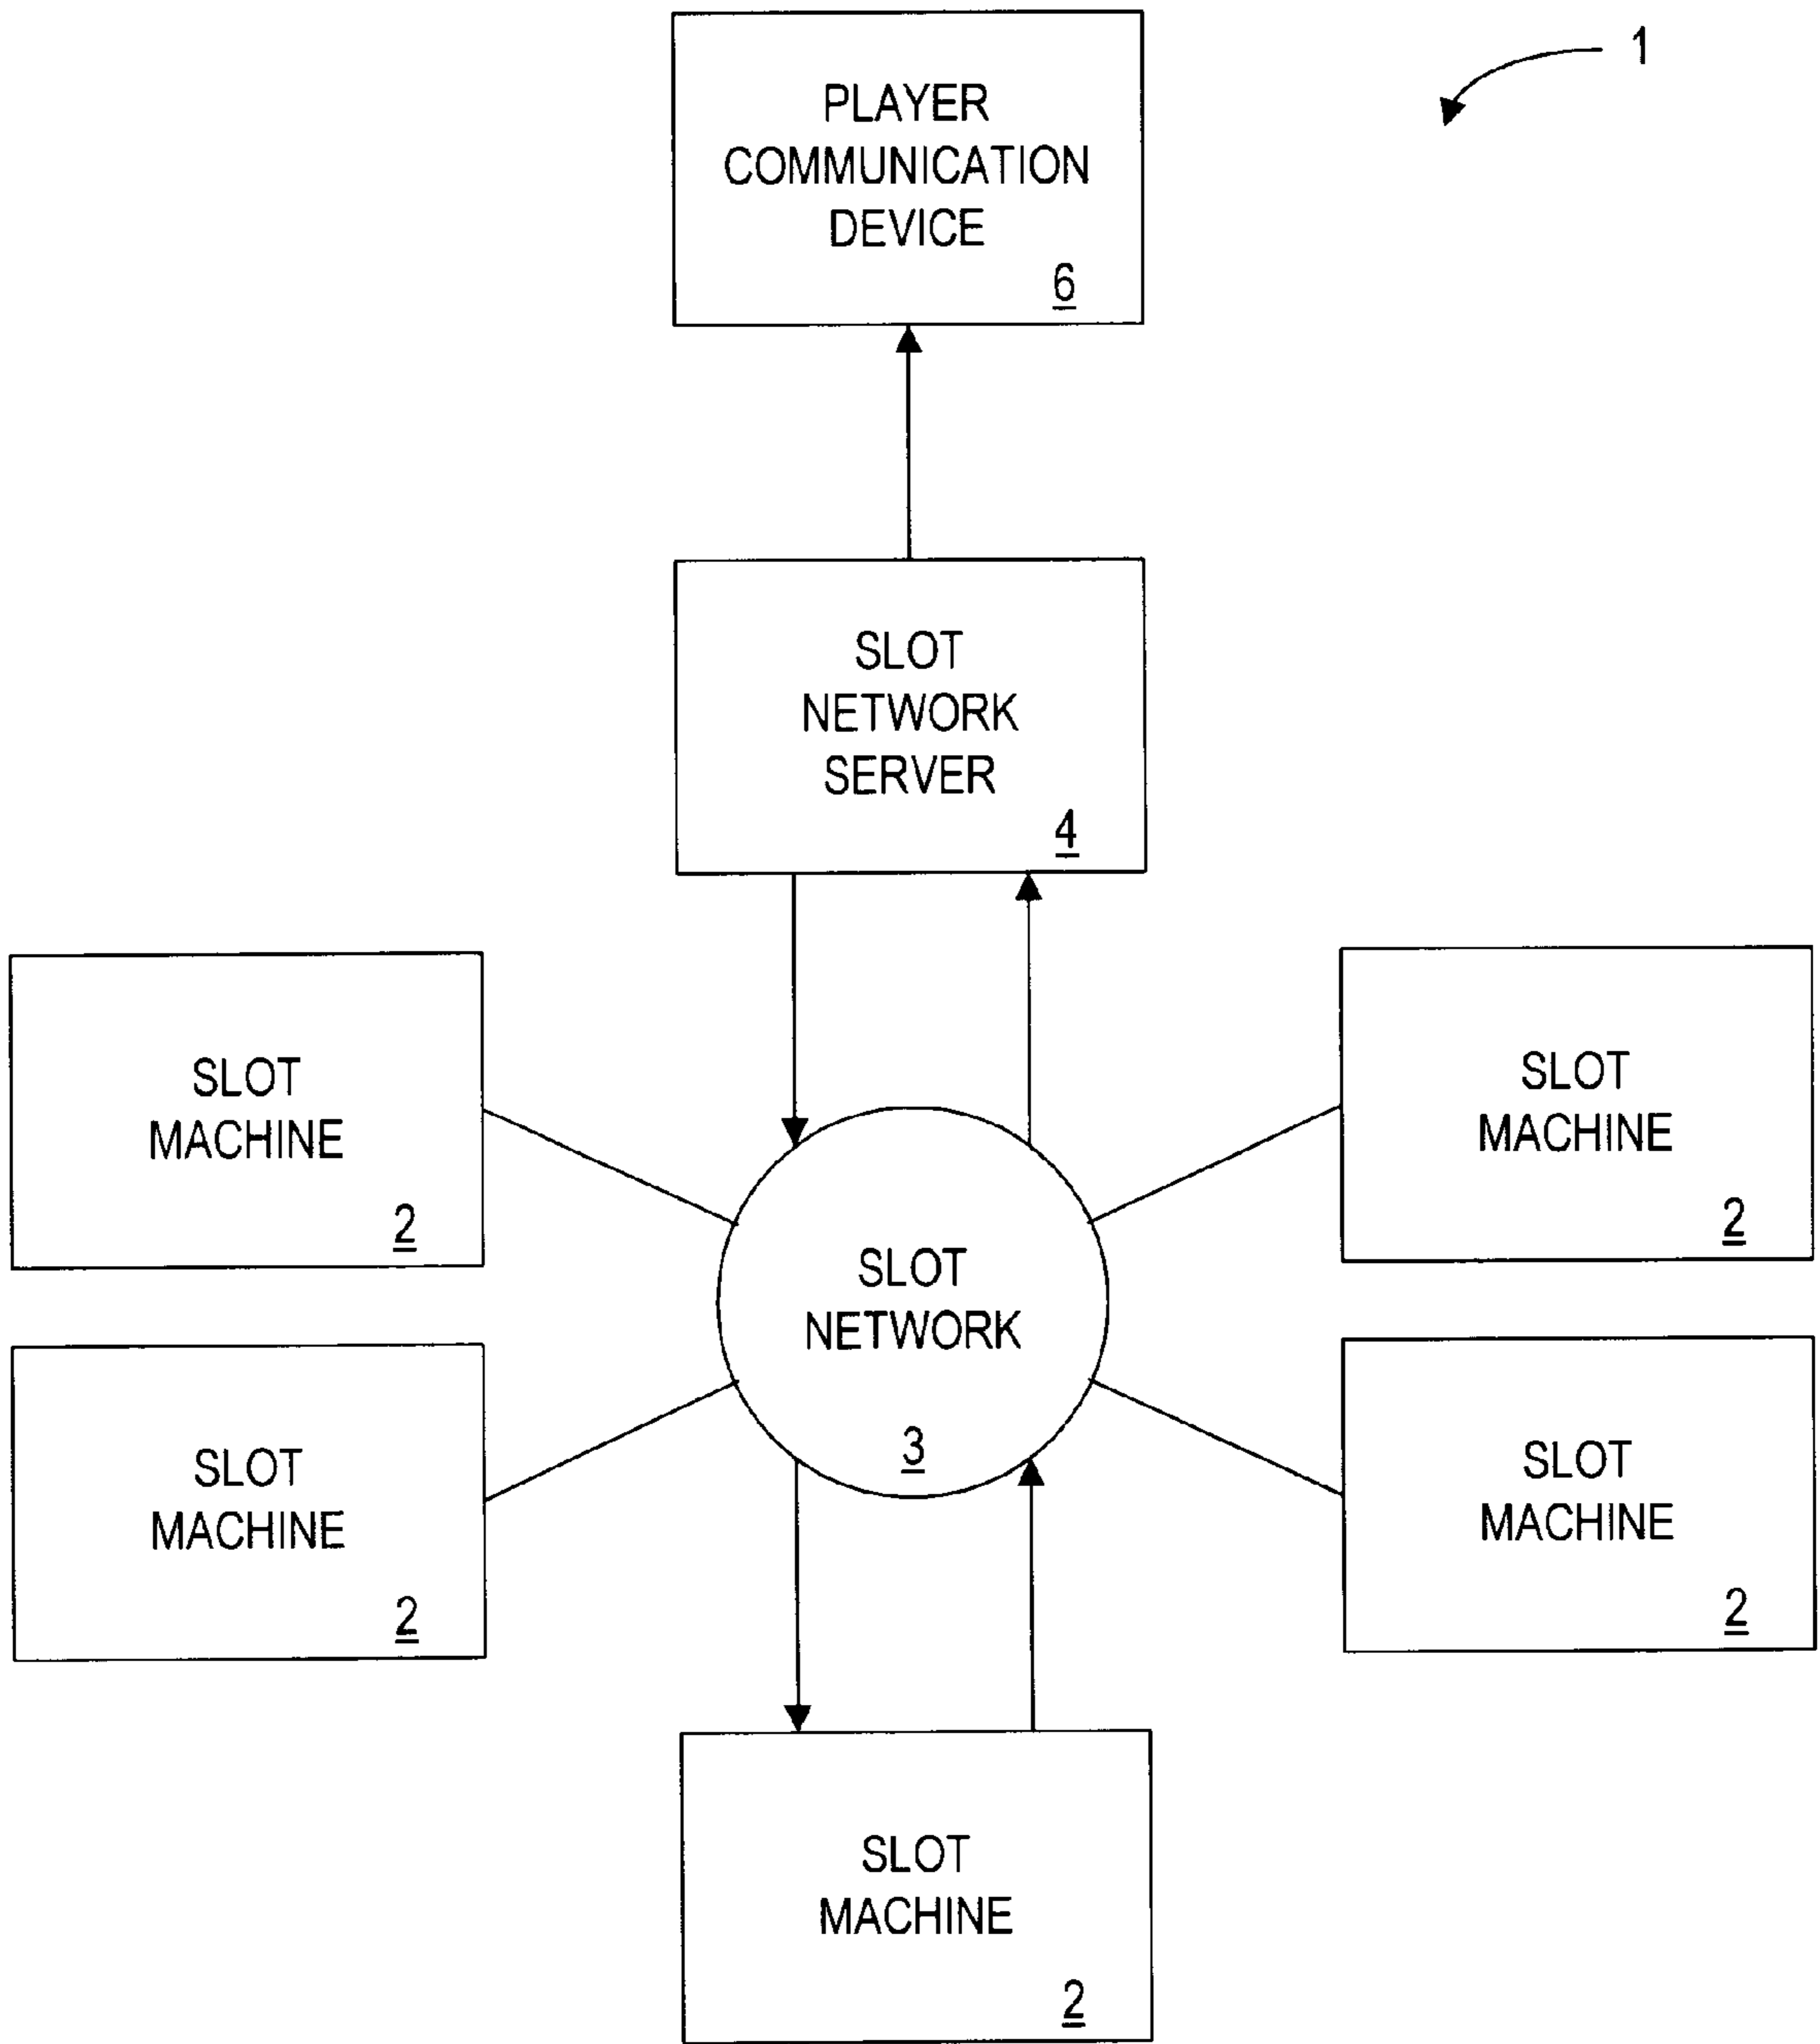 1
PLAYER
COMMUNICATION
DEVICE
6
SLOT
NETWORK
SERVER
4
SLOT
MACHINE
2
SLOT
MACHINE
2
SLOT
NETWORK
3
SLOT
MACHINE
2
SLOT
MACHINE
2
SLOT
MACHINE
2